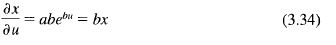 ∂x/∂u = abe^{bu} = bx (3.34)